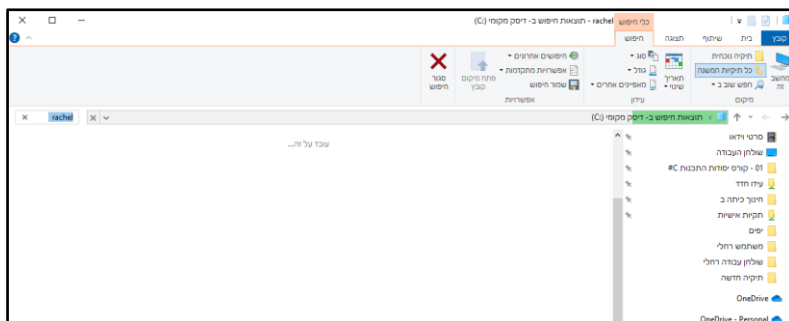 כלי חיפוש
rachel - תוצאות חיפוש ב- דיסק מקומי (C:)
קובץ
בית
שיתוף
תצוגה
חיפוש
מחשב זה
תיקיה נוכחית
כל תיקיות המשנה
חפש שוב ב
מיקום
תאריך שינוי
סוג
גודל
מאפיינים אחרים
עידון
חיפושים אחרונים
אפשרויות מתקדמות
שמור חיפוש
פתח מיקום קובץ
אפשרויות
סגור חיפוש
תוצאות חיפוש ב- דיסק מקומי (C:)
rachel
עובד על זה...
סרטי וידאו
שולחן העבודה
01 - קורס יסודות התכנות C#
עידו חדד
חינוך כיתה ב
תקיות אישיות
יפים
משתמש רחלי
שולחן עבודה רחלי
תיקיה חדשה
OneDrive
OneDrive - Personal